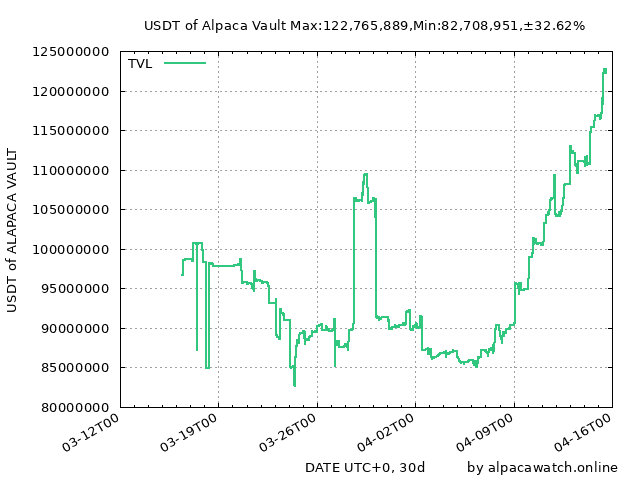 USDT of Alpaca Vault Max:122,765,889,Min:82,708,951,±32.62%
TVL
125000000
120000000
115000000
110000000
105000000
100000000
95000000
90000000
85000000
80000000
USDT of ALAPACA VAULT
03-12T00
03-19T00
03-26T00
04-02T00
04-09T00
04-16T00
DATE UTC+0, 30d
by alpacawatch.online